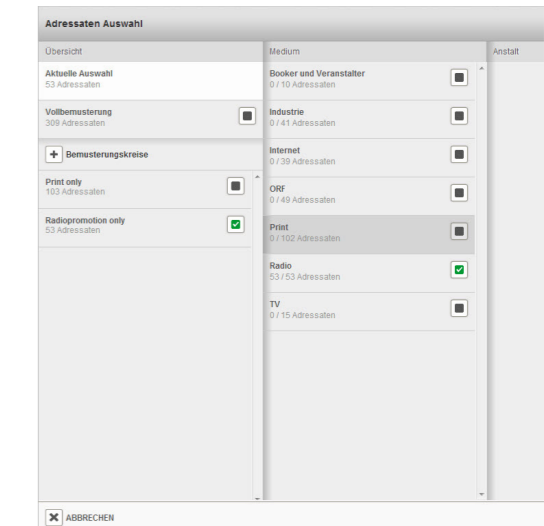 Adressaten Auswahl
Übersicht
Aktuelle Auswahl
53 Adressaten
Vollbemusterung
309 Adressaten
Bemusterungskreise
Print only
103 Adressaten
Radiopromotion only
53 Adressaten
Medium
Booker und Veranstalter
0 / 10 Adressaten
Industrie
0 / 41 Adressaten
Internet
0 / 39 Adressaten
ORF
0 / 49 Adressaten
Print
0 / 102 Adressaten
Radio
53 / 53 Adressaten
TV
0 / 15 Adressaten
Anstalt
ABBRECHEN